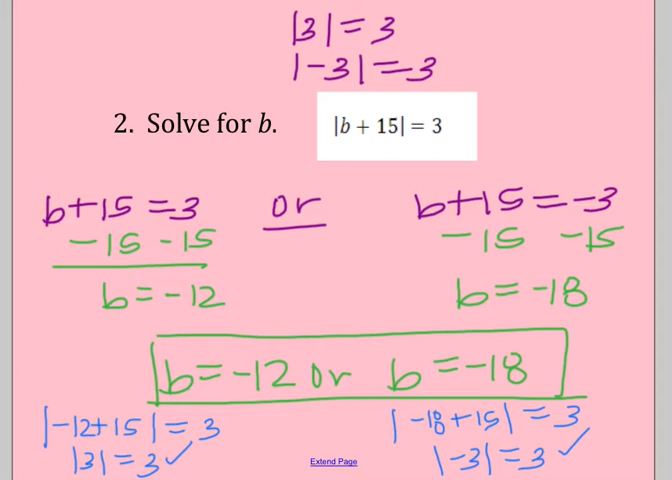 |3| = 3
|-3| = 3
2. Solve for b. |b + 15| = 3
b+15 = 3 or b+15 = -3
-15 -15 -15 -15
b = -12 b = -18
b = -12 or b = -18
|-12+15| = 3 |-18+15| = 3
|3| = 3 ✓ |-3| = 3 ✓
Extend Page